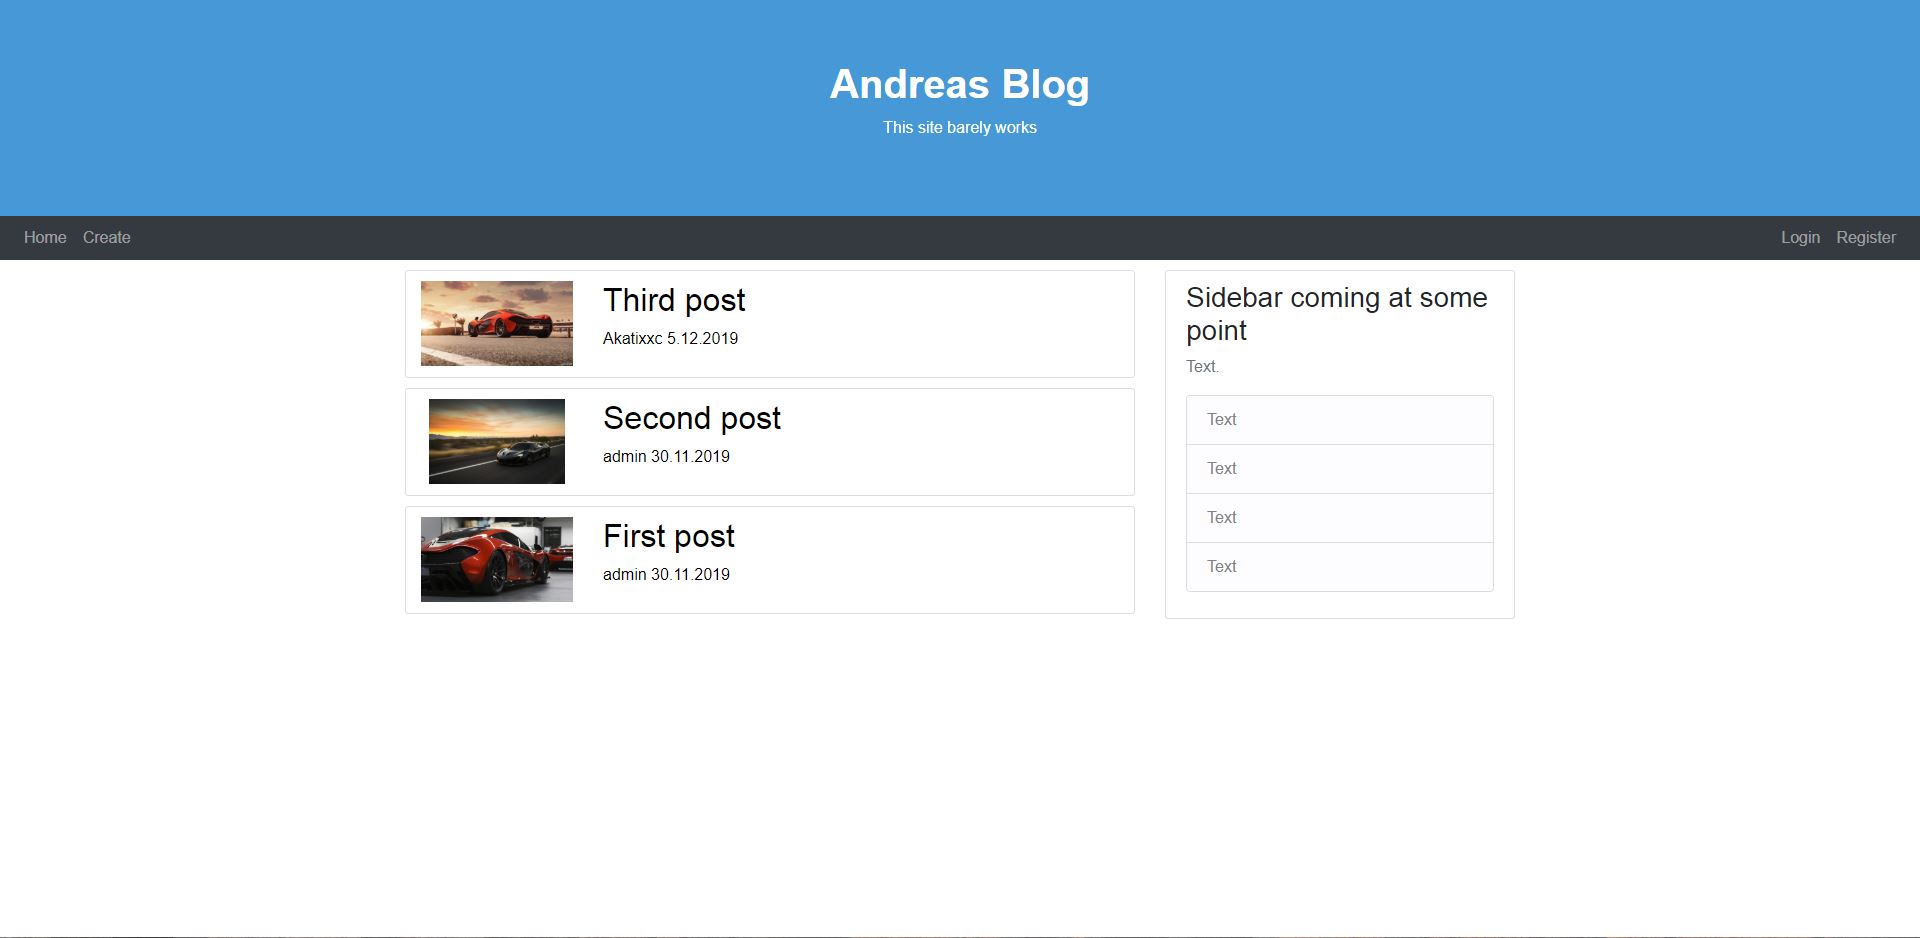 Andreas Blog
This site barely works
Home Create Login Register
Third post
Akatixxc 5.12.2019
Second post
admin 30.11.2019
First post
admin 30.11.2019
Sidebar coming at some
point
Text.
Text
Text
Text
Text